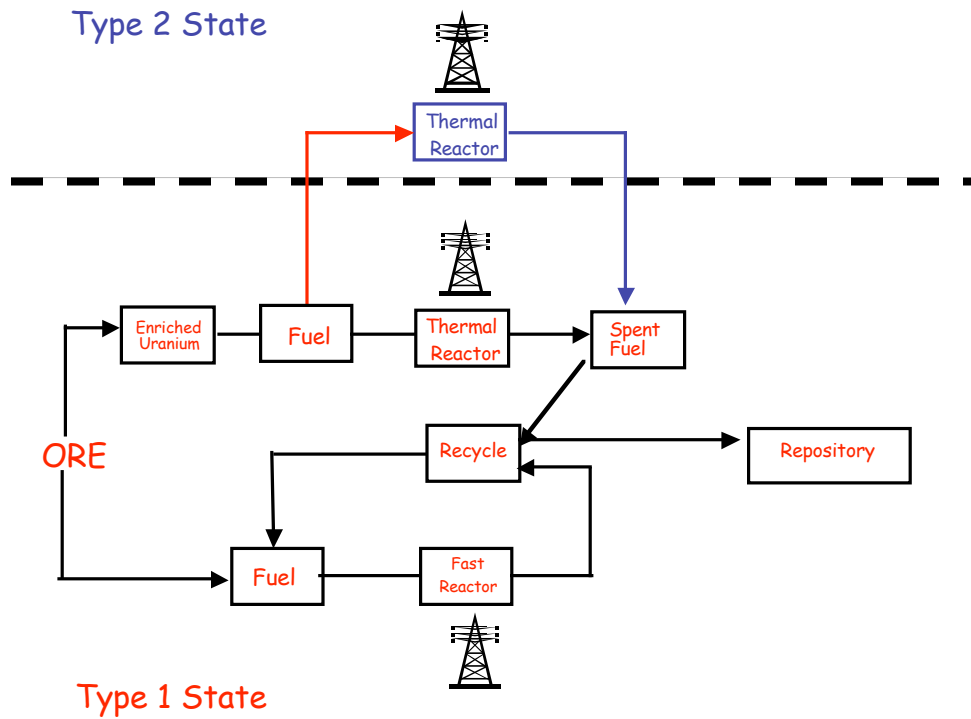 Type 2 State
Thermal
Reactor
Enriched
Uranium
Fuel
Thermal
Reactor
Spent
Fuel
ORE
Recycle
Repository
Fuel
Fast
Reactor
Type 1 State